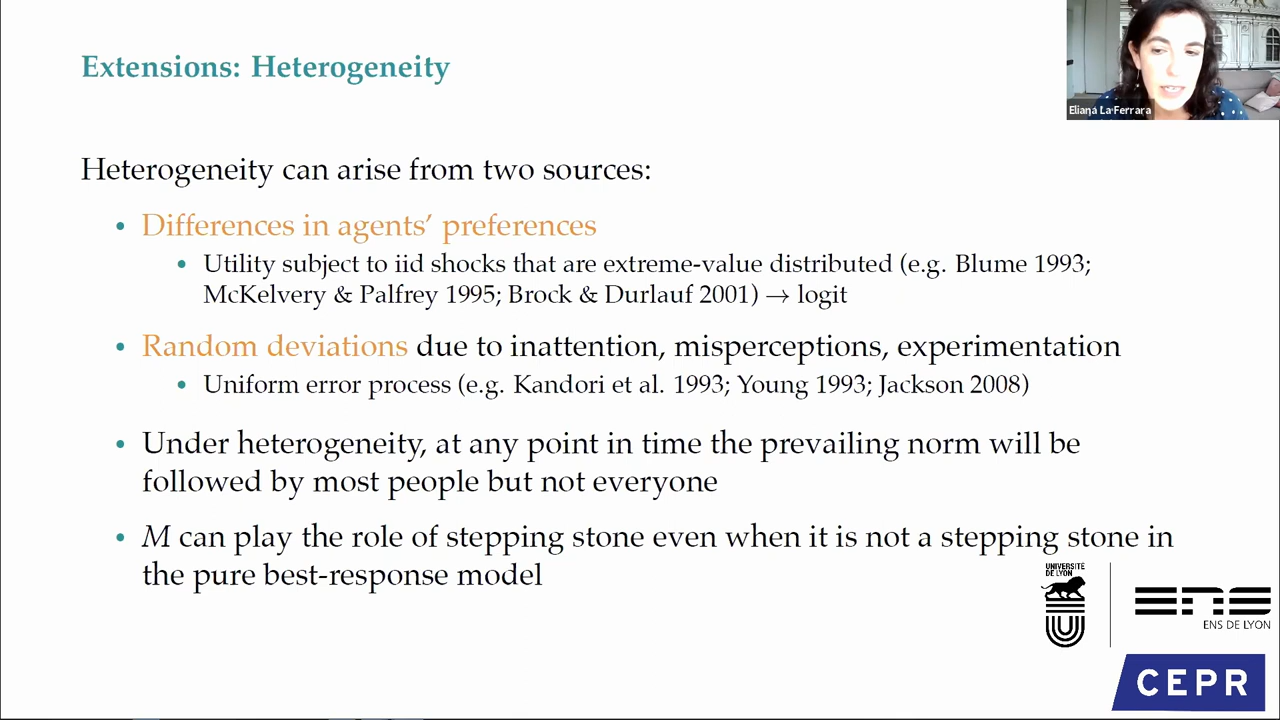 Extensions: Heterogeneity
Eliana La Ferrara
Heterogeneity can arise from two sources:
• Differences in agents' preferences
• Utility subject to iid shocks that are extreme-value distributed (e.g. Blume 1993;
McKelvery & Palfrey 1995; Brock & Durlauf 2001) → logit
• Random deviations due to inattention, misperceptions, experimentation
• Uniform error process (e.g. Kandori et al. 1993; Young 1993; Jackson 2008)
• Under heterogeneity, at any point in time the prevailing norm will be
followed by most people but not everyone
• M can play the role of stepping stone even when it is not a stepping stone in
the pure best-response model
UNIVERSITE
DE LYON
ENS
ENS DE LYON
CEPR